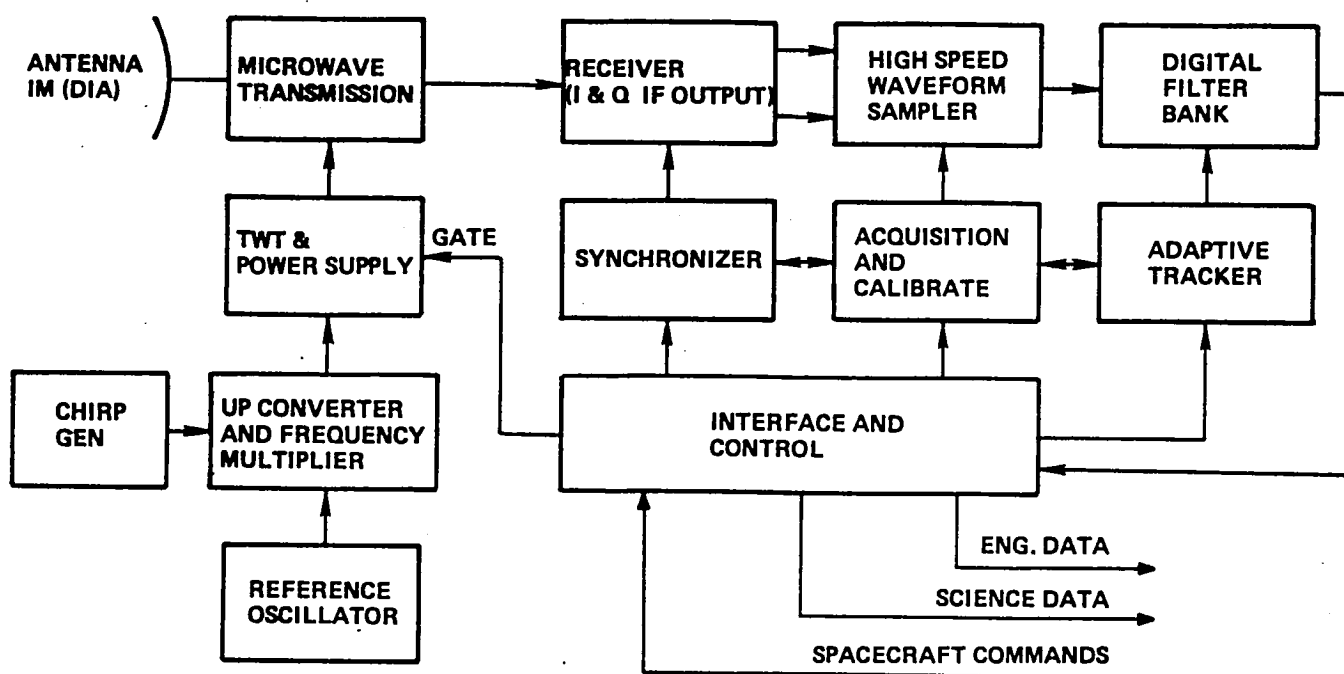 ANTENNA
IM (DIA)
MICROWAVE
TRANSMISSION
RECEIVER
(I & Q IF OUTPUT)
HIGH SPEED
WAVEFORM
SAMPLER
DIGITAL
FILTER
BANK
TWT &
POWER SUPPLY
GATE
SYNCHRONIZER
ACQUISITION
AND
CALIBRATE
ADAPTIVE
TRACKER
CHIRP
GEN
UP CONVERTER
AND FREQUENCY
MULTIPLIER
INTERFACE AND
CONTROL
REFERENCE
OSCILLATOR
ENG. DATA
SCIENCE DATA
SPACECRAFT COMMANDS